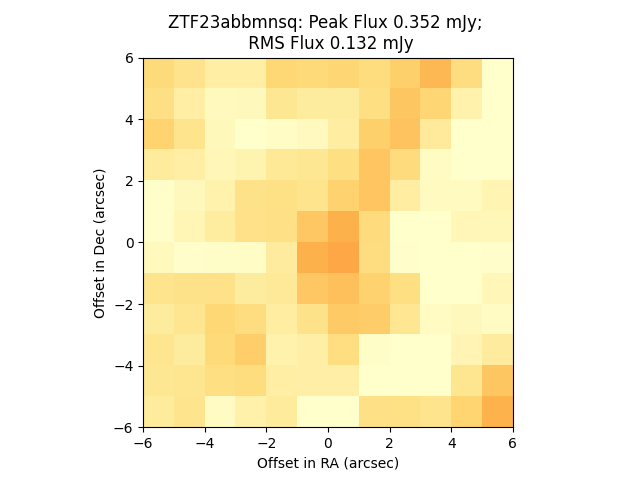 ZTF23abbmnsq: Peak Flux 0.352 mJy;
RMS Flux 0.132 mJy
6
4
2
0
−2
−4
−6
Offset in Dec (arcsec)
−6 −4 −2 0 2 4 6
Offset in RA (arcsec)